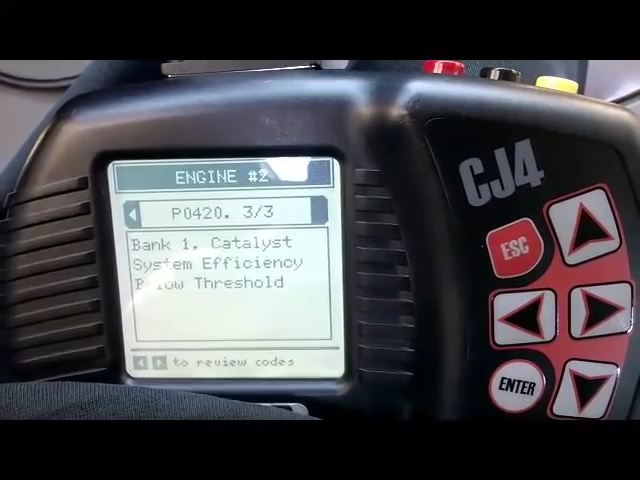 ENGINE #2
P0420. 3/3
Bank 1, Catalyst
System Efficiency
Below Threshold
to review codes
CJ4
ESC
ENTER